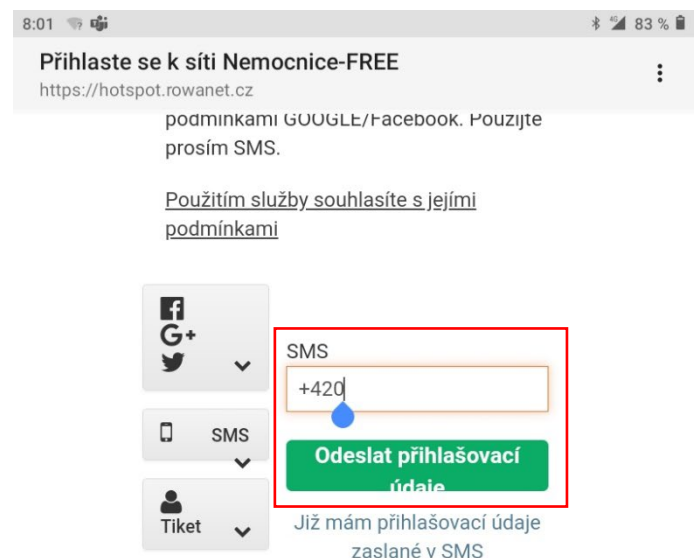 8:01
83 %
Přihlaste se k síti Nemocnice-FREE
https://hotspot.rowanet.cz
podmínkami GOOGLE/Facebook. Použijte
prosím SMS.
Použitím služby souhlasíte s jejími
podmínkami
G+
SMS
+420
SMS
Odeslat přihlašovací
údaje
Tiket
Již mám přihlašovací údaje
zaslané v SMS